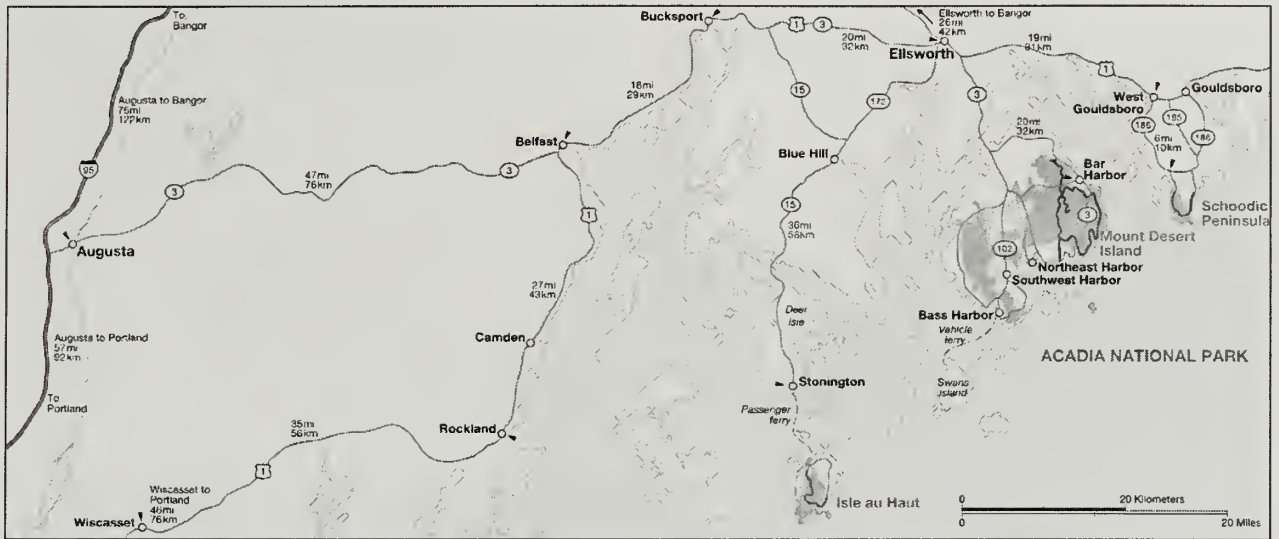 To
Bangor
Augusta to Bangor
76mi
122km
95
3
Augusta
47mi
76km
Augusta to Portland
57mi
92km
To
Portland
Wiscasset
Wiscasset to
Portland
46mi
76km
1
35mi
56km
Rockland
Camden
27mi
43km
1
Belfast
3
18mi
29km
Bucksport
1
3
20mi
32km
Ellsworth to Bangor
26mi
42km
Ellsworth
15
172
Blue Hill
15
36mi
58km
Deer
Isle
Stonington
Passenger
ferry
Isle au Haut
19mi
31km
1
3
20mi
32km
Bar
Harbor
3
Mount Desert
Island
102
Northeast Harbor
Southwest Harbor
Bass Harbor
Vehicle
ferry
Swans
Island
West
Gouldsboro
Gouldsboro
186
195
186
6mi
10km
Schoodic
Peninsula
ACADIA NATIONAL PARK
0
20 Kilometers
0
20 Miles